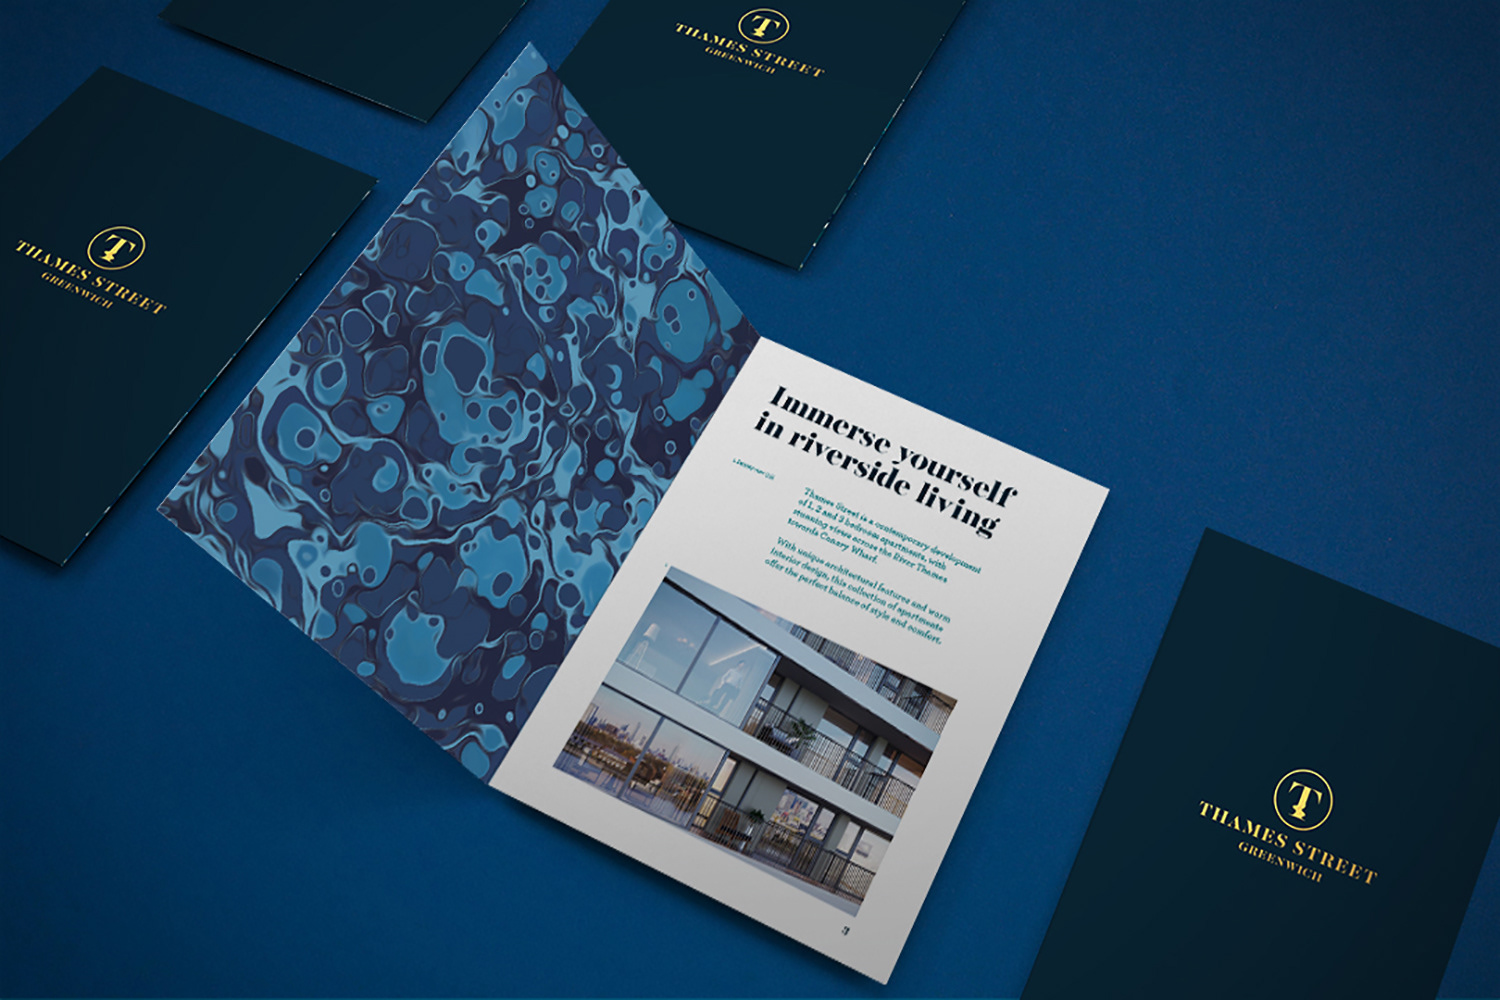 T
THAMES STREET
GREENWICH
T
THAMES STREET
GREENWICH
Immerse yourself
in riverside living
Thames Street is a contemporary development
of 1, 2 and 3 bedroom apartments, with
stunning views across the River Thames
towards Canary Wharf.
With unique architectural features and warm
interior design, this collection of apartments
offer the perfect balance of style and comfort.
3
T
THAMES STREET
GREENWICH